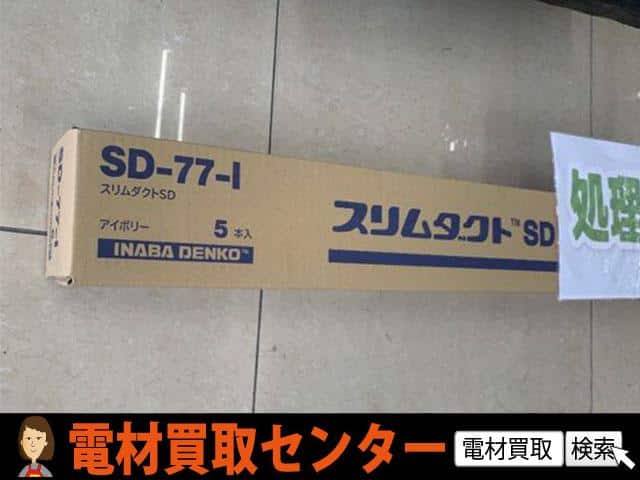 SD-77-I
スリムダクトSD
アイボリー 5本入
INABA DENKO™
スリムダクト™SD
SD-77-I
処理
電材買取センター
電材買取 検索